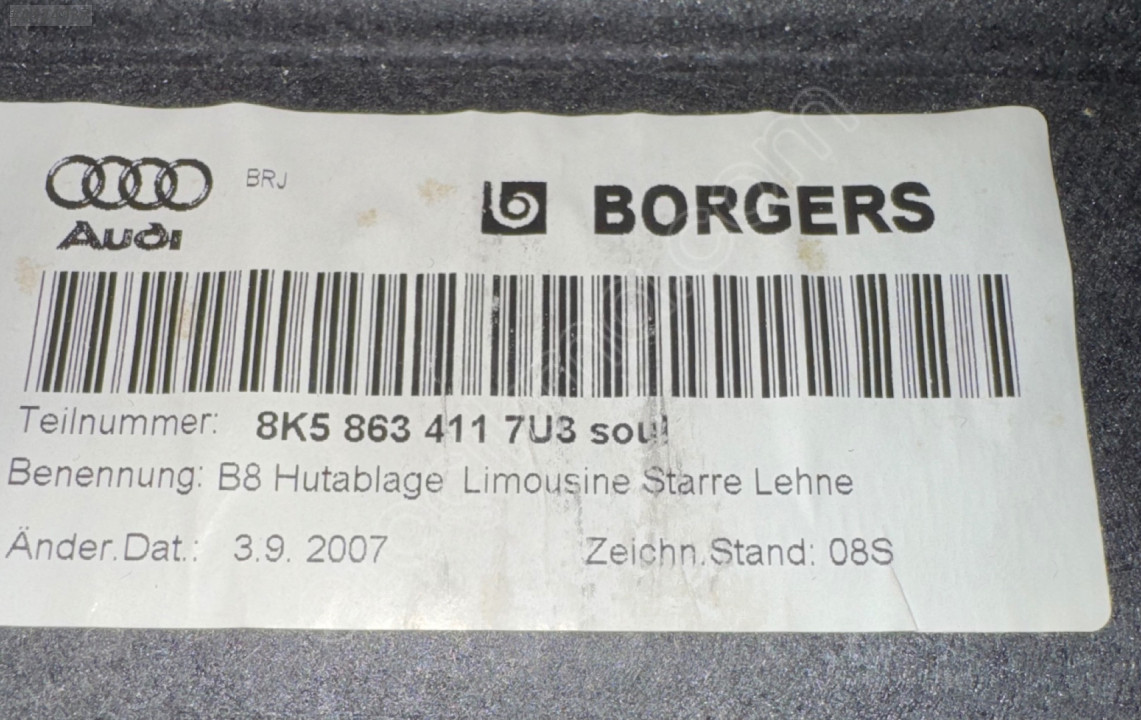 Audi BRJ BORGERS
Teilnummer: 8K5 863 411 7U3 soul
Benennung: B8 Hutablage Limousine Starre Lehne
Änder.Dat.: 3.9. 2007 Zeichn.Stand: 08S